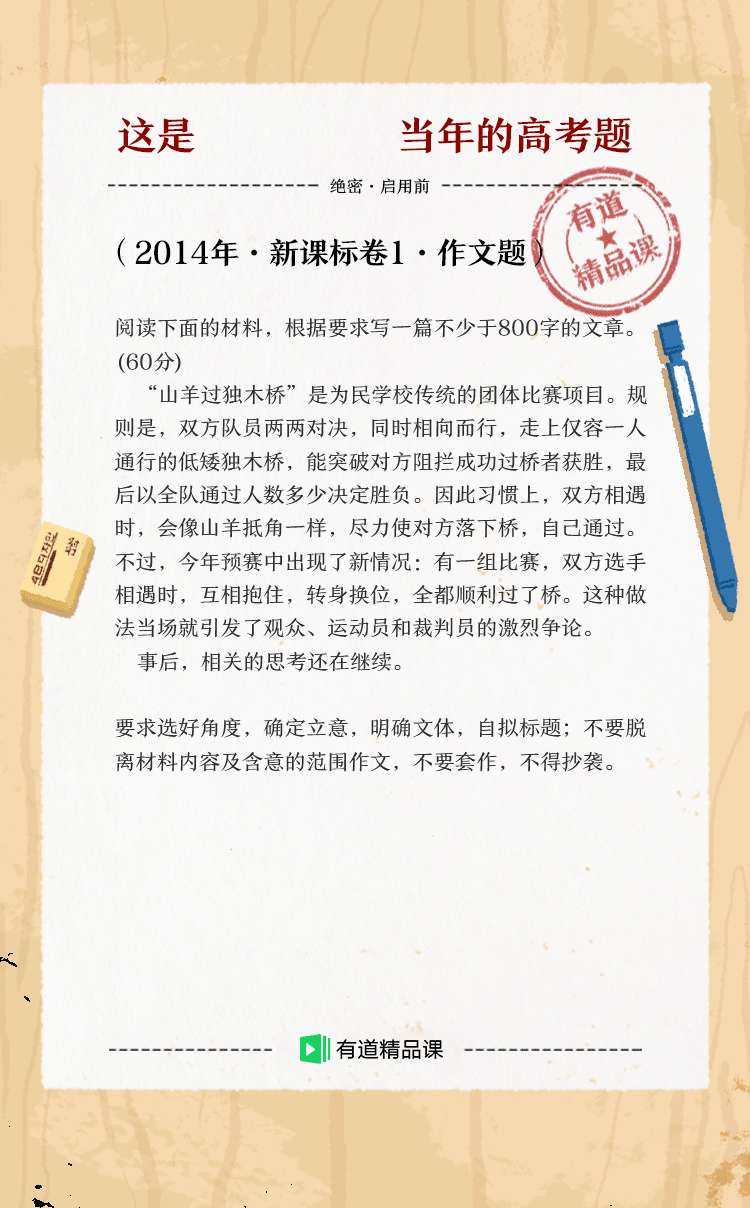 这是 当年的高考题
绝密·启用前
（2014年·新课标卷1·作文题）
有道
精品课
阅读下面的材料，根据要求写一篇不少于800字的文章。
(60分)
“山羊过独木桥”是为民学校传统的团体比赛项目。规
则是，双方队员两两对决，同时相向而行，走上仅容一人
通行的低矮独木桥，能突破对方阻拦成功过桥者获胜，最
后以全队通过人数多少决定胜负。因此习惯上，双方相遇
时，会像山羊抵角一样，尽力使对方落下桥，自己通过。
不过，今年预赛中出现了新情况：有一组比赛，双方选手
相遇时，互相抱住，转身换位，全都顺利过了桥。这种做
法当场就引发了观众、运动员和裁判员的激烈争论。
事后，相关的思考还在继续。
要求选好角度，确定立意，明确文体，自拟标题；不要脱
离材料内容及含意的范围作文，不要套作，不得抄袭。
有道精品课